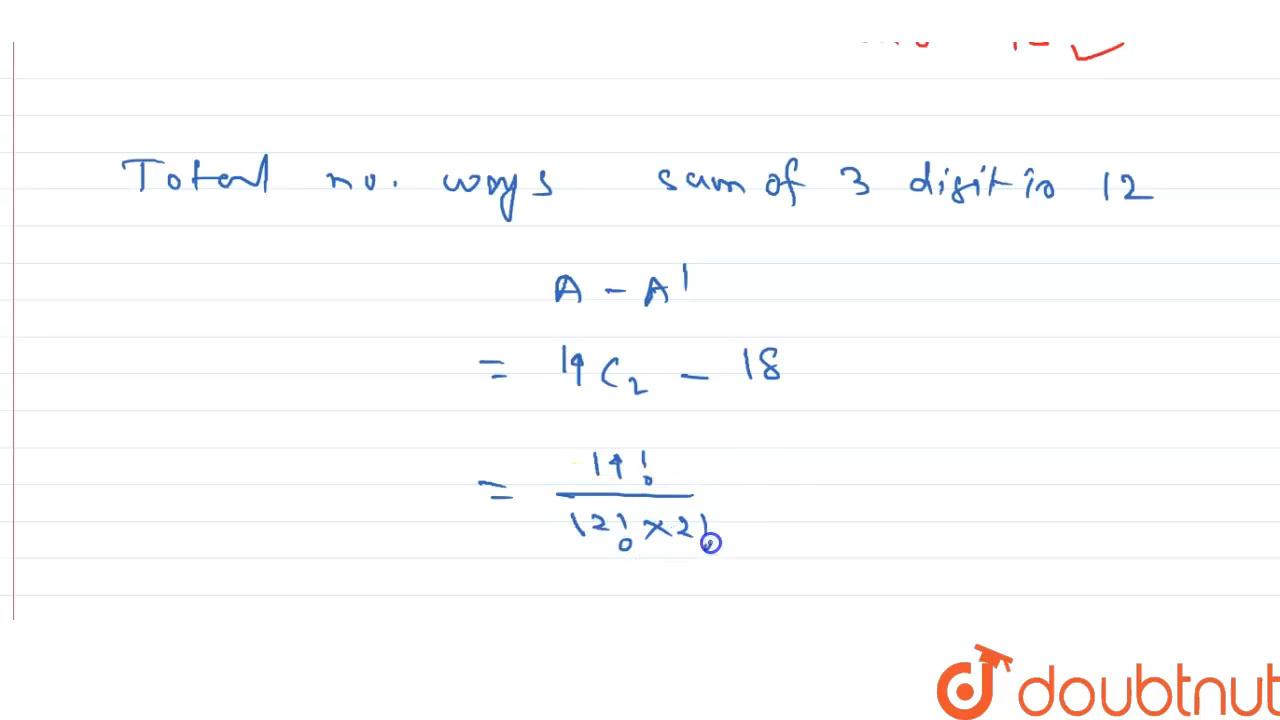 Total no. ways sum of 3 digit is 12
A - A'
= 14C2 - 18
= 14!
12! x 2!
doubtnut